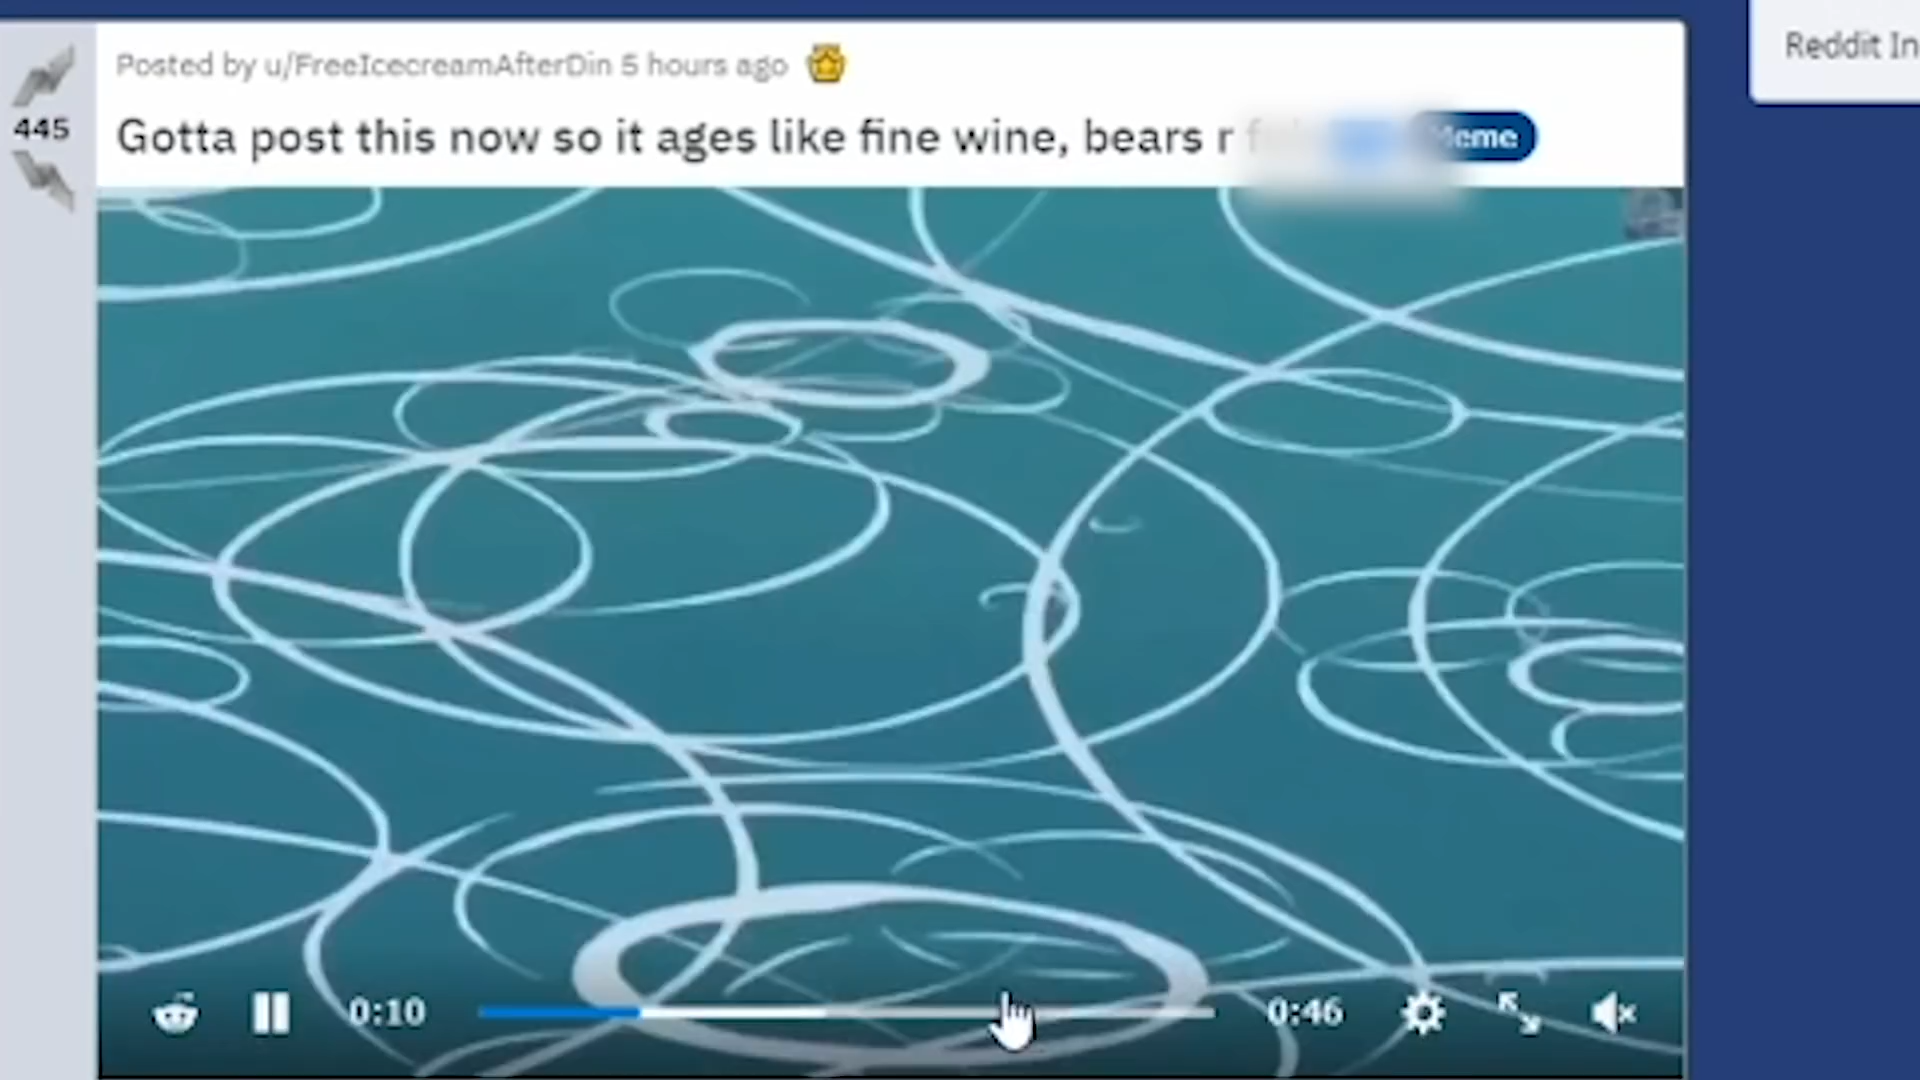 Posted by u/FreeIcecreamAfterDin 5 hours ago
Reddit In
445
Gotta post this now so it ages like fine wine, bears r
Meme
0:10
0:46